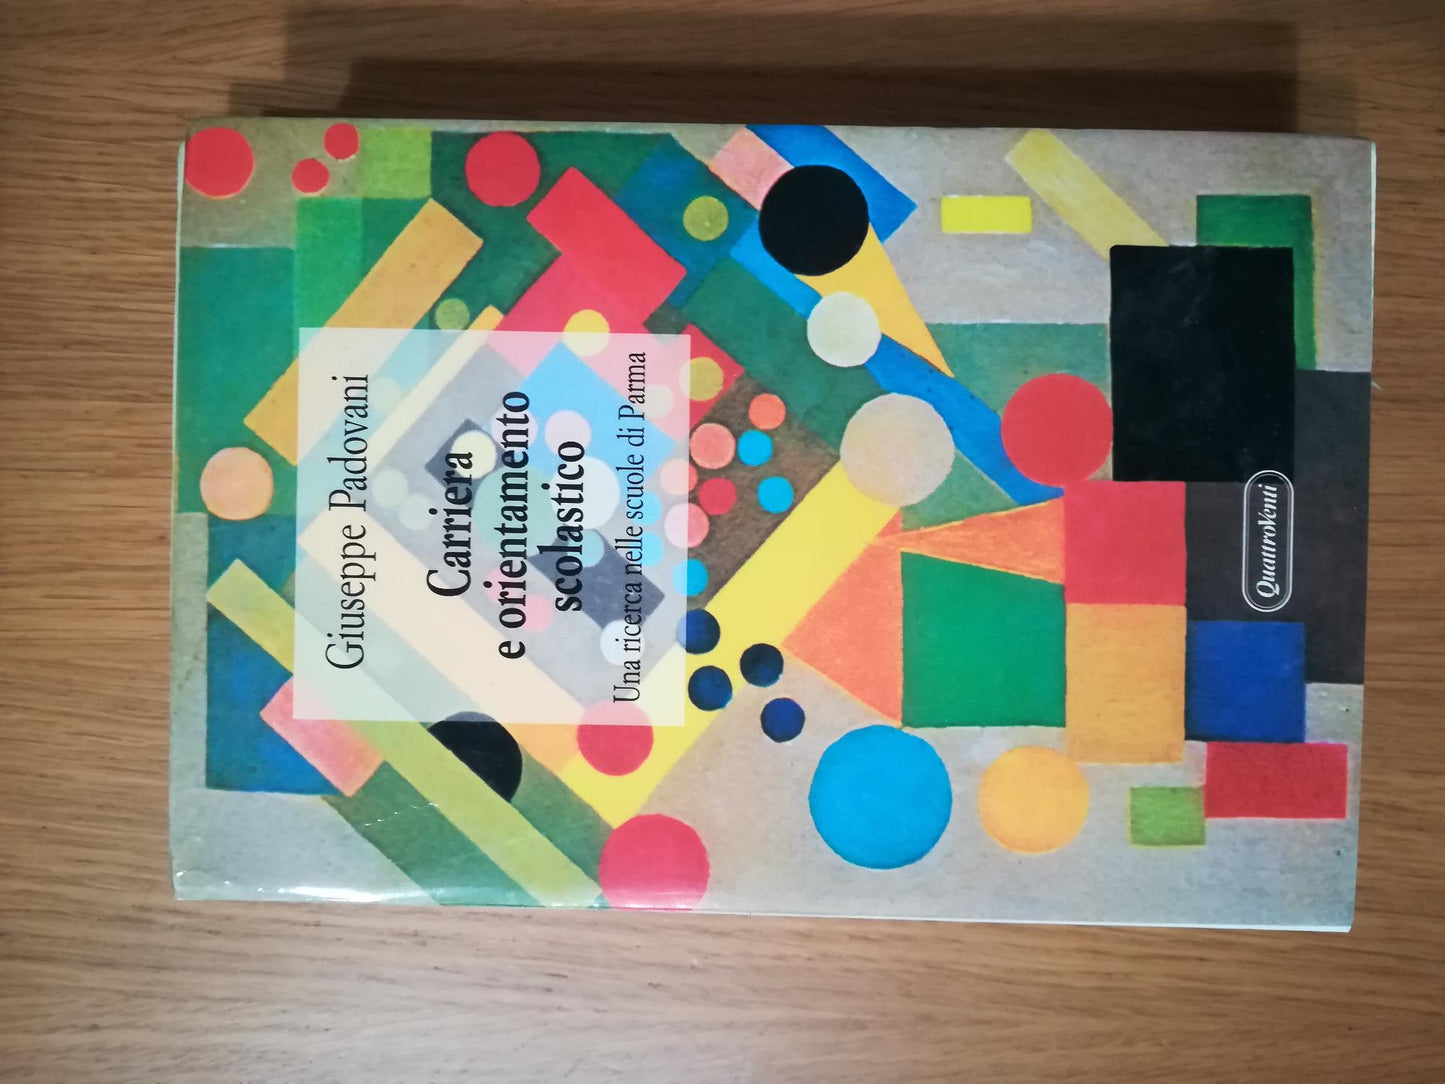 Giuseppe Padovani
Carriera
e orientamento
scolastico
Una ricerca nelle scuole di Parma
QuattroVenti